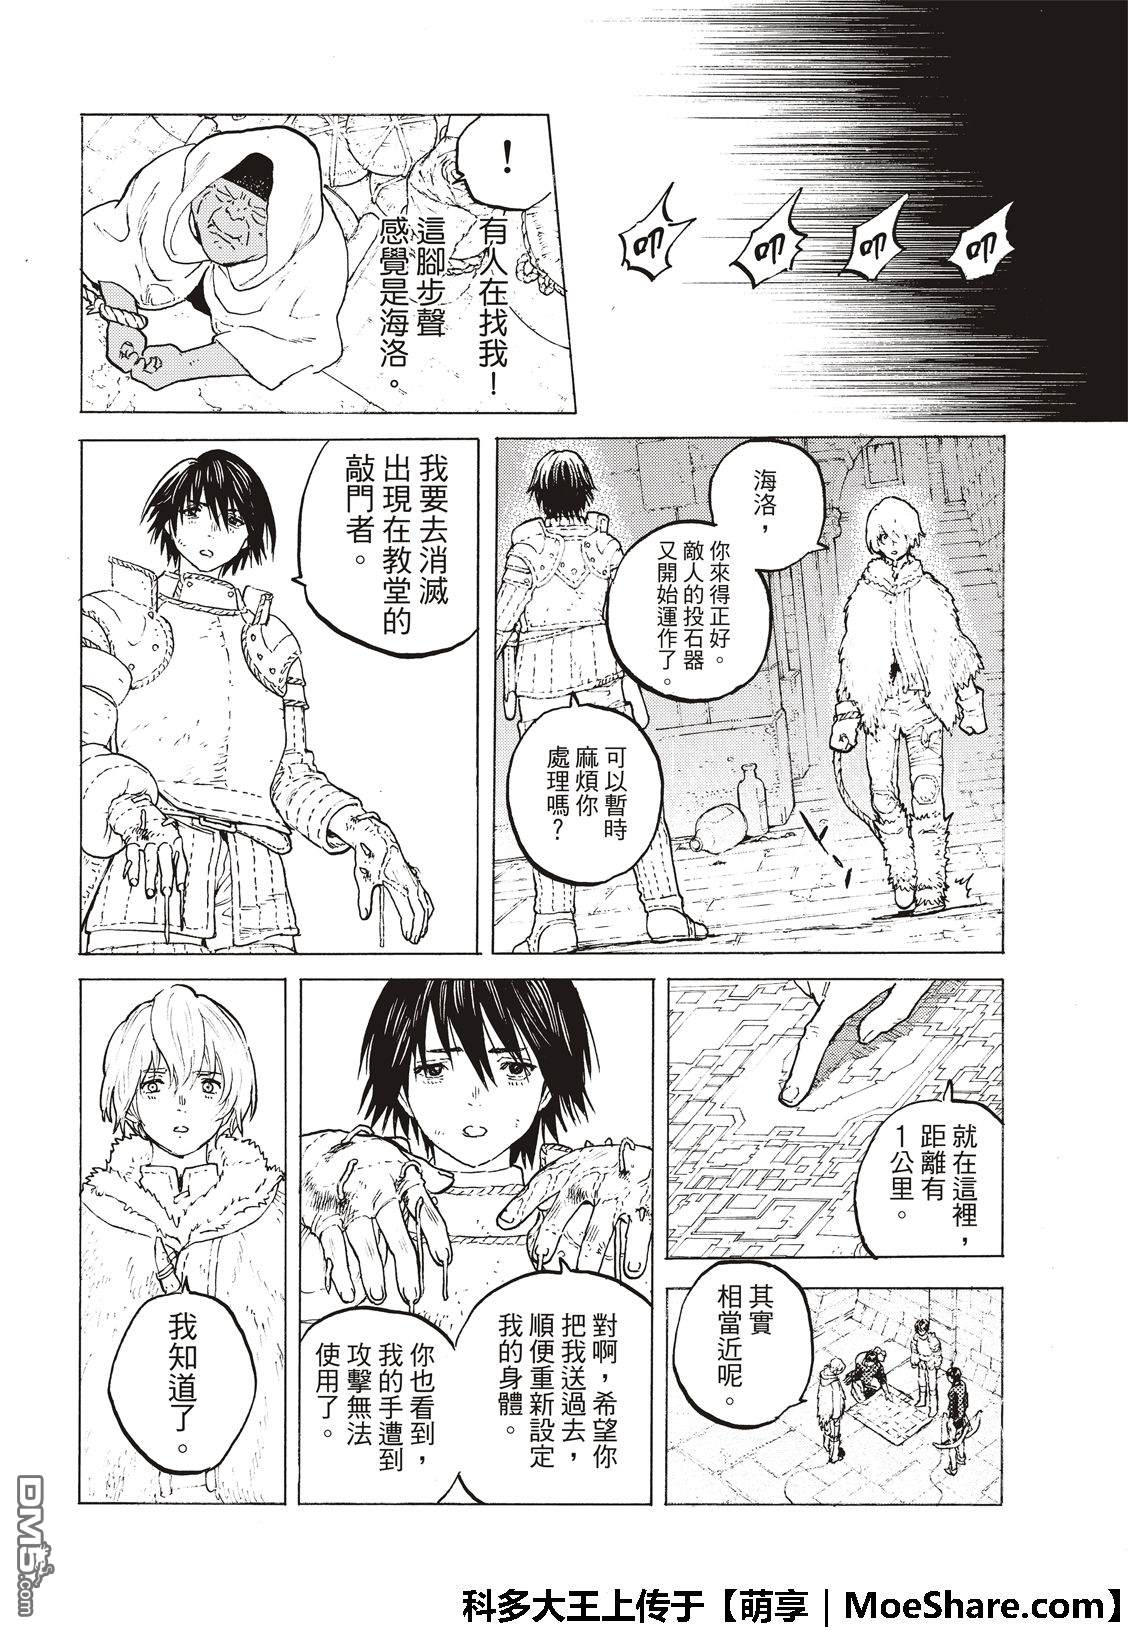 叩
叩
叩
叩
！
有人在找我！
這腳步聲
感覺是海洛。
海洛，
你來得正好。
敵人的投石器
又開始運作了。
可以暫時
麻煩你
處理嗎？
我要去消滅
出現在教堂的
敲門者。
就在這裡，
距離有
1公里。
其實
相當近呢。
對啊，希望你
把我送過去，
順便重新設定
我的身體。
你也看到，
我的手遭到
攻擊無法
使用了。
我知道了。
DM5.com
科多大王上传于【萌享｜MoeShare.com】